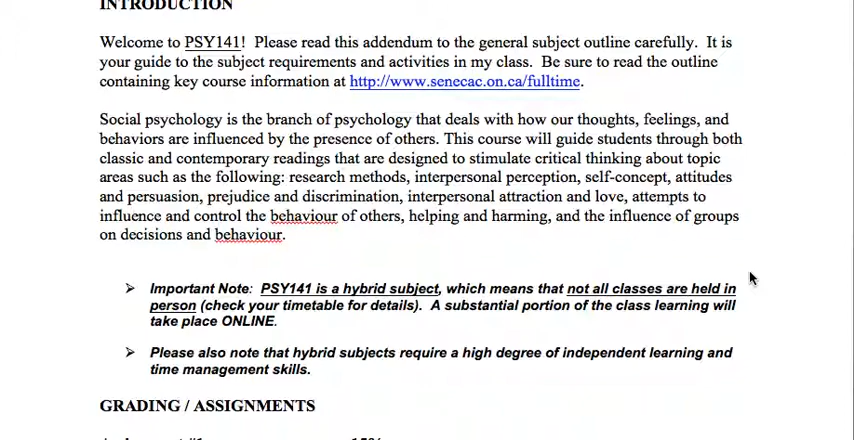 INTRODUCTION
Welcome to PSY141!  Please read this addendum to the general subject outline carefully.  It is
your guide to the subject requirements and activities in my class.  Be sure to read the outline
containing key course information at http://www.senecac.on.ca/fulltime.
Social psychology is the branch of psychology that deals with how our thoughts, feelings, and
behaviors are influenced by the presence of others. This course will guide students through both
classic and contemporary readings that are designed to stimulate critical thinking about topic
areas such as the following: research methods, interpersonal perception, self-concept, attitudes
and persuasion, prejudice and discrimination, interpersonal attraction and love, attempts to
influence and control the behaviour of others, helping and harming, and the influence of groups
on decisions and behaviour.
➢ Important Note:  PSY141 is a hybrid subject, which means that not all classes are held in
person (check your timetable for details).  A substantial portion of the class learning will
take place ONLINE.
➢ Please also note that hybrid subjects require a high degree of independent learning and
time management skills.
GRADING / ASSIGNMENTS